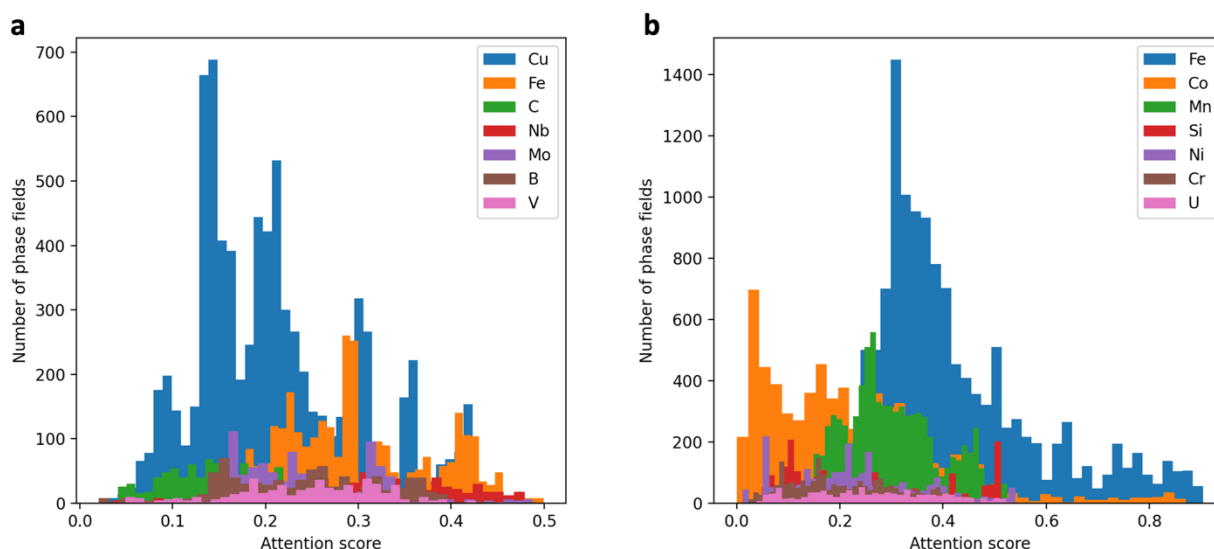 a
700
600
500
400
300
200
100
0
Number of phase fields
0.0 0.1 0.2 0.3 0.4 0.5
Attention score
Cu
Fe
C
Nb
Mo
B
V
b
1400
1200
1000
800
600
400
200
0
Number of phase fields
0.0 0.2 0.4 0.6 0.8
Attention score
Fe
Co
Mn
Si
Ni
Cr
U